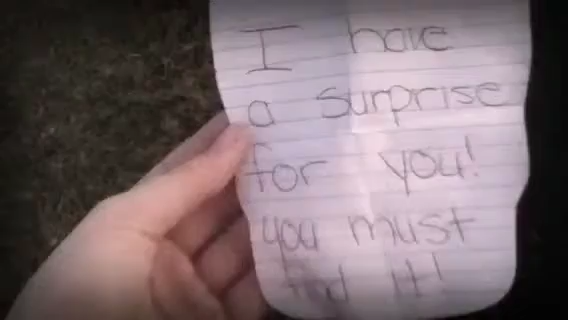 I have
a surprise
for you!
you must
find it!